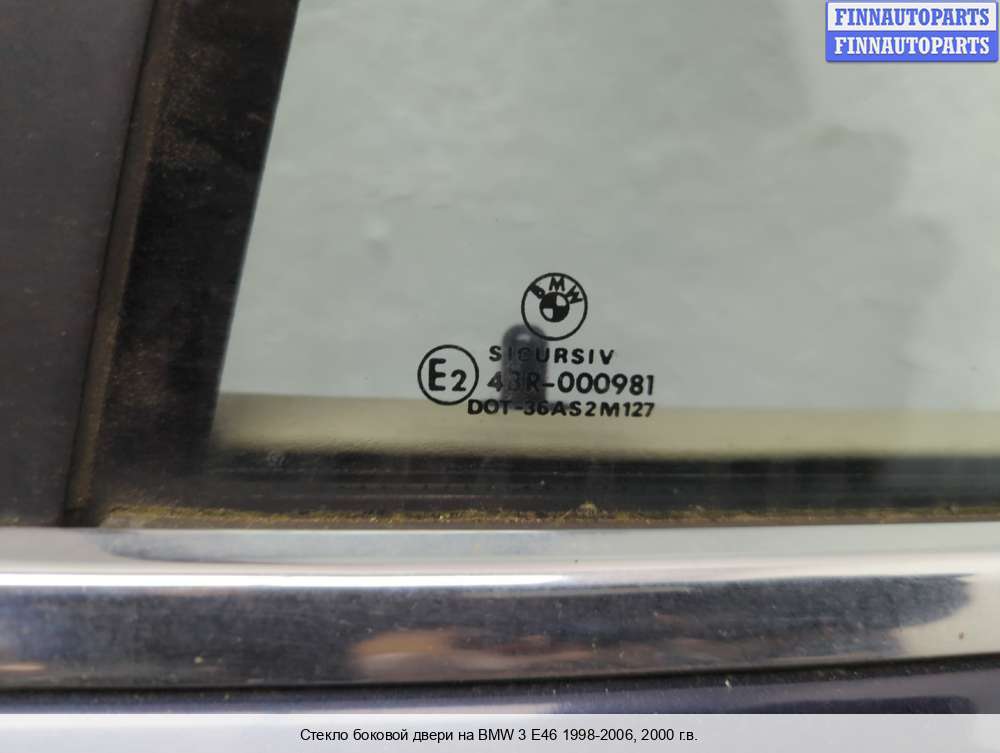 FINNAUTOPARTS
FINNAUTOPARTS
BMW
SICURSIV
E2
43R-000981
DOT-36AS2M127
Стекло боковой двери на BMW 3 E46 1998-2006, 2000 г.в.